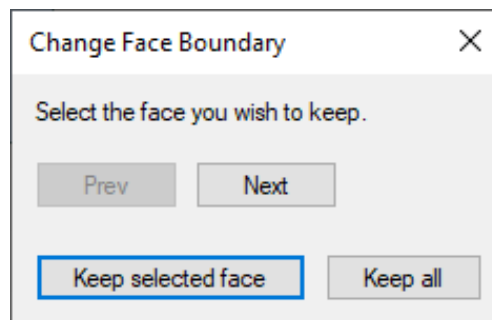 Change Face Boundary
Select the face you wish to keep.
Prev Next
Keep selected face Keep all